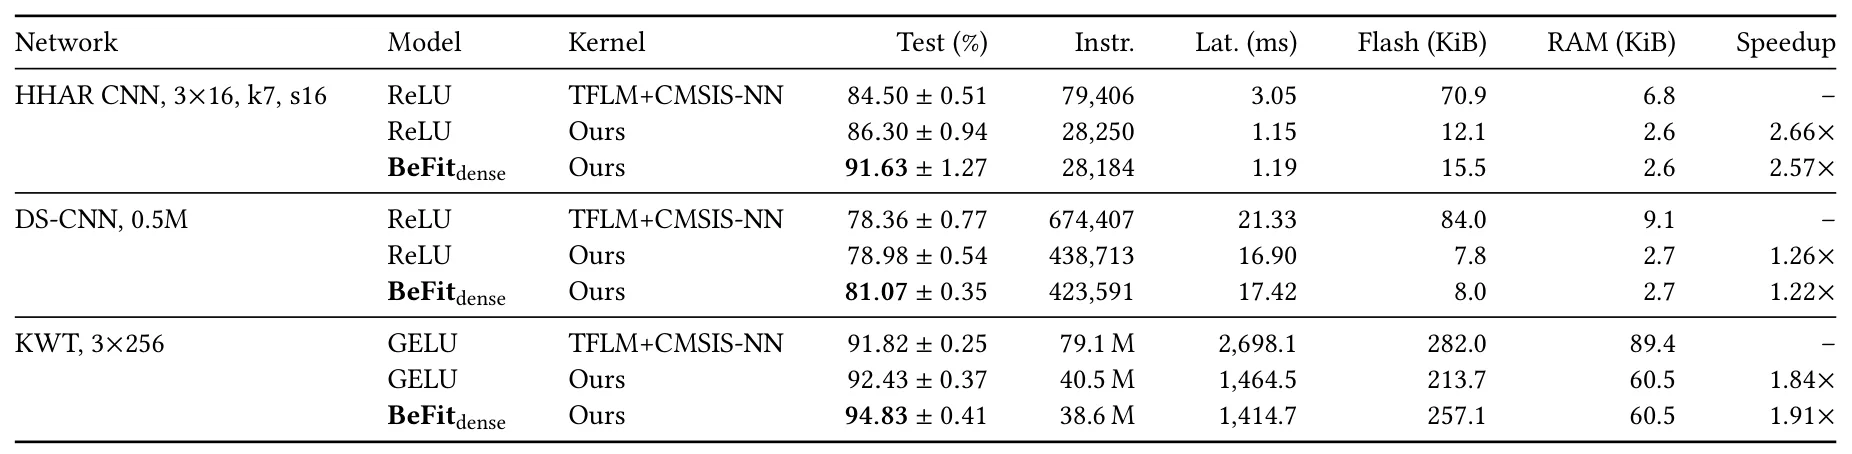 Network Model Kernel Test (%) Instr. Lat. (ms) Flash (KiB) RAM (KiB) Speedup
HHAR CNN, 3×16, k7, s16 ReLU TFLM+CMSIS-NN 84.50 ± 0.51 79,406 3.05 70.9 6.8 –
ReLU Ours 86.30 ± 0.94 28,250 1.15 12.1 2.6 2.66×
BeFitdense Ours 91.63 ± 1.27 28,184 1.19 15.5 2.6 2.57×
DS-CNN, 0.5M ReLU TFLM+CMSIS-NN 78.36 ± 0.77 674,407 21.33 84.0 9.1 –
ReLU Ours 78.98 ± 0.54 438,713 16.90 7.8 2.7 1.26×
BeFitdense Ours 81.07 ± 0.35 423,591 17.42 8.0 2.7 1.22×
KWT, 3×256 GELU TFLM+CMSIS-NN 91.82 ± 0.25 79.1 M 2,698.1 282.0 89.4 –
GELU Ours 92.43 ± 0.37 40.5 M 1,464.5 213.7 60.5 1.84×
BeFitdense Ours 94.83 ± 0.41 38.6 M 1,414.7 257.1 60.5 1.91×